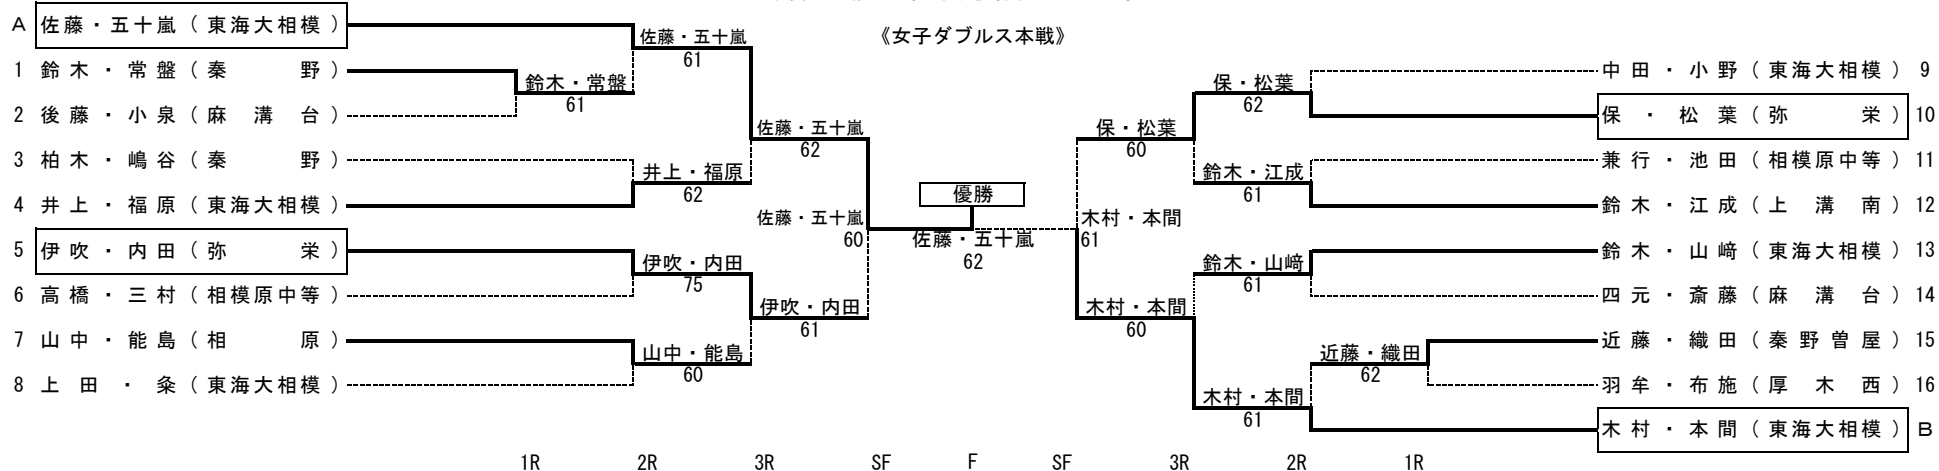 《女子ダブルス本戦》
A 佐藤・五十嵐（東海大相模）
1 鈴木・常盤（秦野）
2 後藤・小泉（麻溝台）
3 柏木・嶋谷（秦野）
4 井上・福原（東海大相模）
5 伊吹・内田（弥栄）
6 高橋・三村（相模原中等）
7 山中・能島（相原）
8 上田・粂（東海大相模）
鈴木・常盤
61
佐藤・五十嵐
61
井上・福原
62
伊吹・内田
75
山中・能島
60
佐藤・五十嵐
62
伊吹・内田
61
佐藤・五十嵐
60
優勝
佐藤・五十嵐
62
木村・本間
61
保・松葉
60
木村・本間
60
保・松葉
62
鈴木・江成
61
鈴木・山﨑
61
木村・本間
61
近藤・織田
62
中田・小野（東海大相模） 9
保・松葉（弥栄） 10
兼行・池田（相模原中等） 11
鈴木・江成（上溝南） 12
鈴木・山﨑（東海大相模） 13
四元・斎藤（麻溝台） 14
近藤・織田（秦野曽屋） 15
羽牟・布施（厚木西） 16
木村・本間（東海大相模） B
1R 2R 3R SF F SF 3R 2R 1R